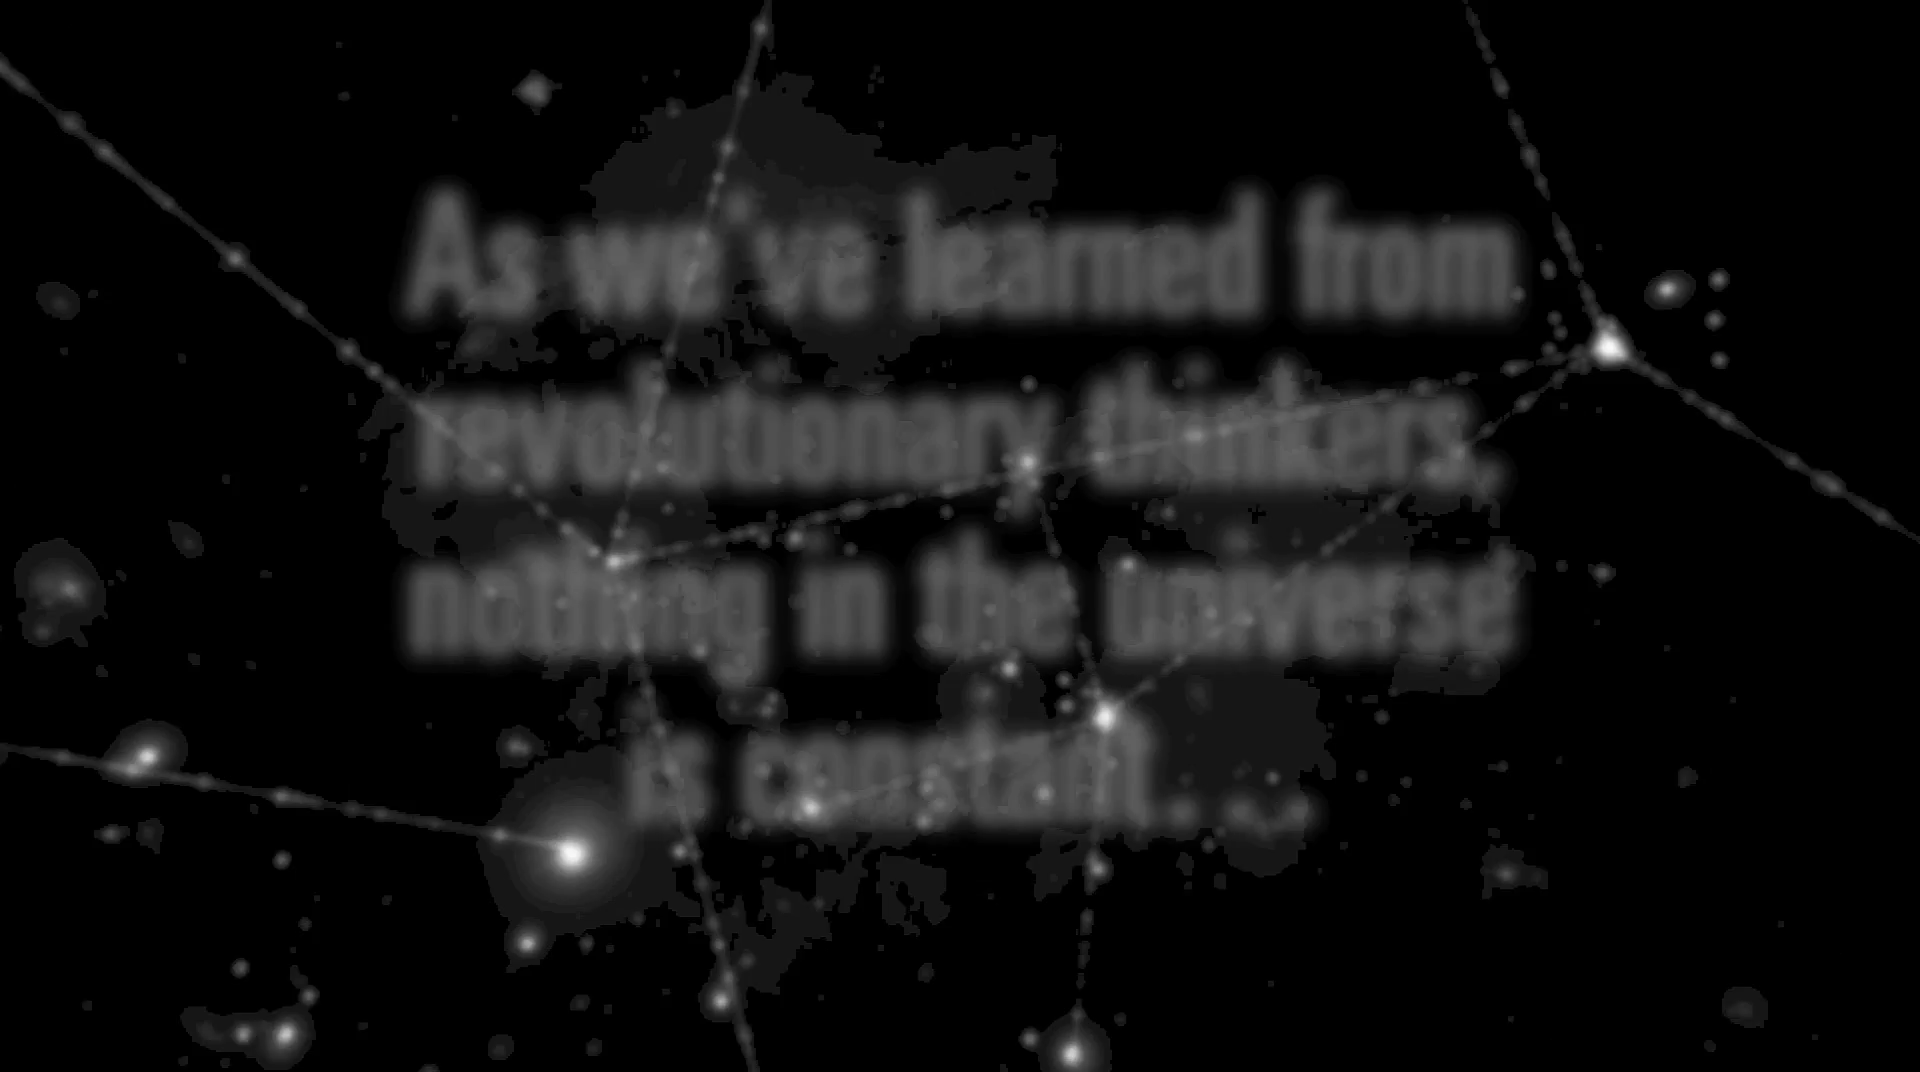 As we've learned from
revolutionary thinkers,
nothing in the universe
is constant...